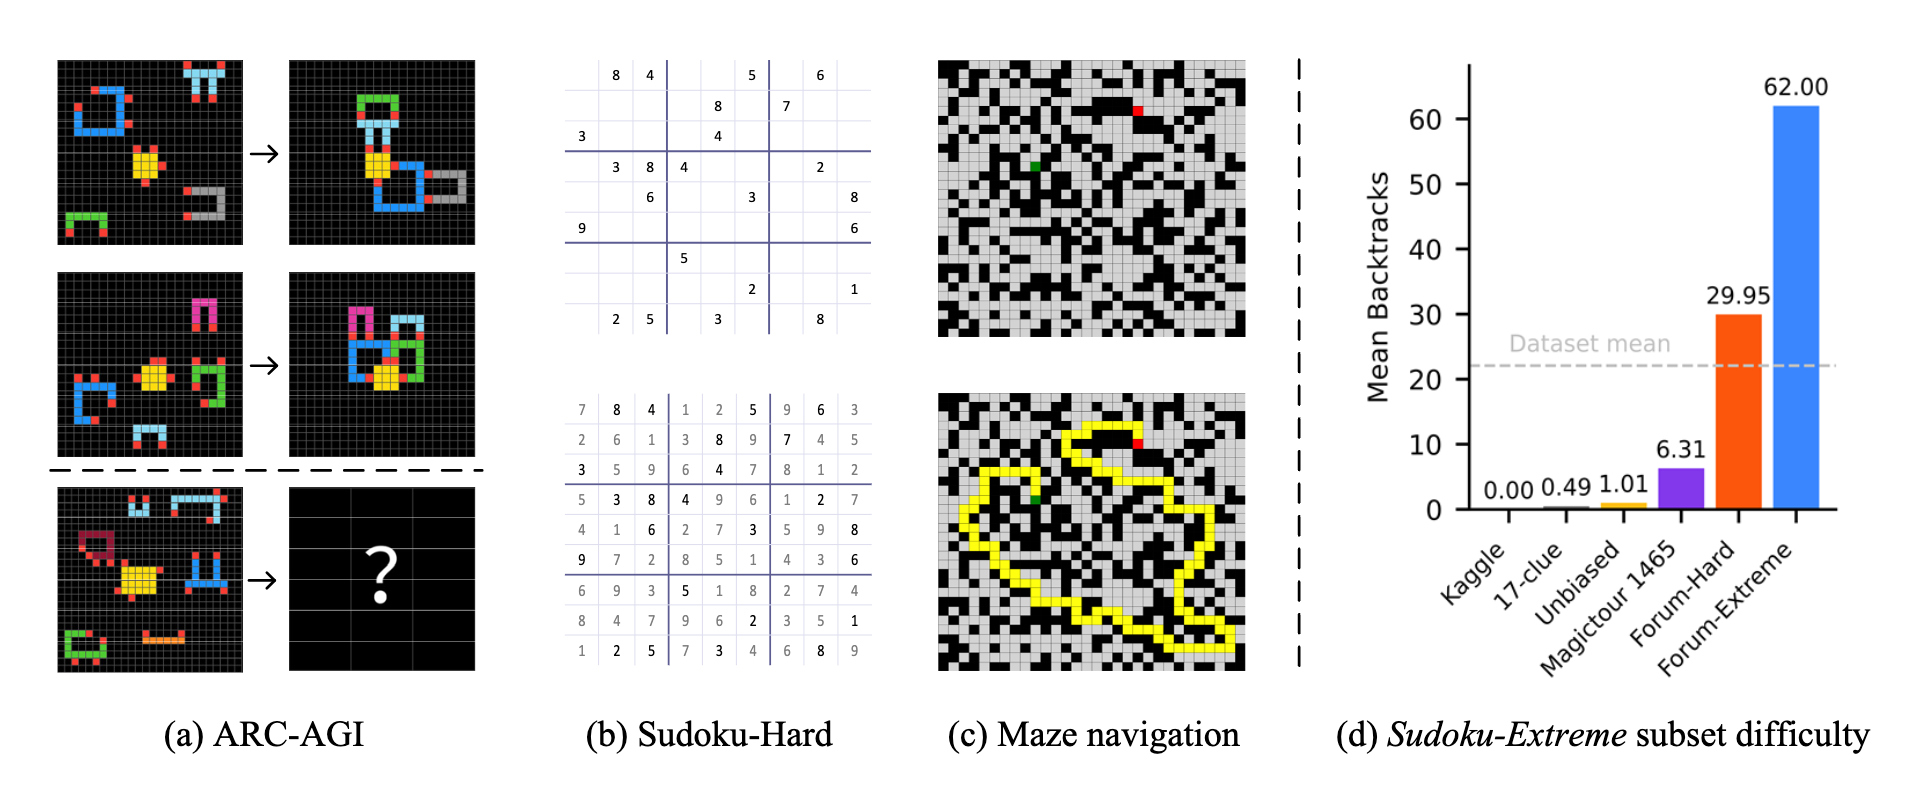 ?
8 4 5 6
8 7
3 4
3 8 4 2
6 3 8
9 6
5
2 1
2 5 3 8
7 8 4 1 2 5 9 6 3
2 6 1 3 8 9 7 4 5
3 5 9 6 4 7 8 1 2
5 3 8 4 9 6 1 2 7
4 1 6 2 7 3 5 9 8
9 7 2 8 5 1 4 3 6
6 9 3 5 1 8 2 7 4
8 4 7 9 6 2 3 5 1
1 2 5 7 3 4 6 8 9
Mean Backtracks
60
50
40
30
20
10
0
Dataset mean
0.00
0.49
1.01
6.31
29.95
62.00
Kaggle
17-clue
Unbiased
Magictour 1465
Forum-Hard
Forum-Extreme
(a) ARC-AGI
(b) Sudoku-Hard
(c) Maze navigation
(d) Sudoku-Extreme subset difficulty